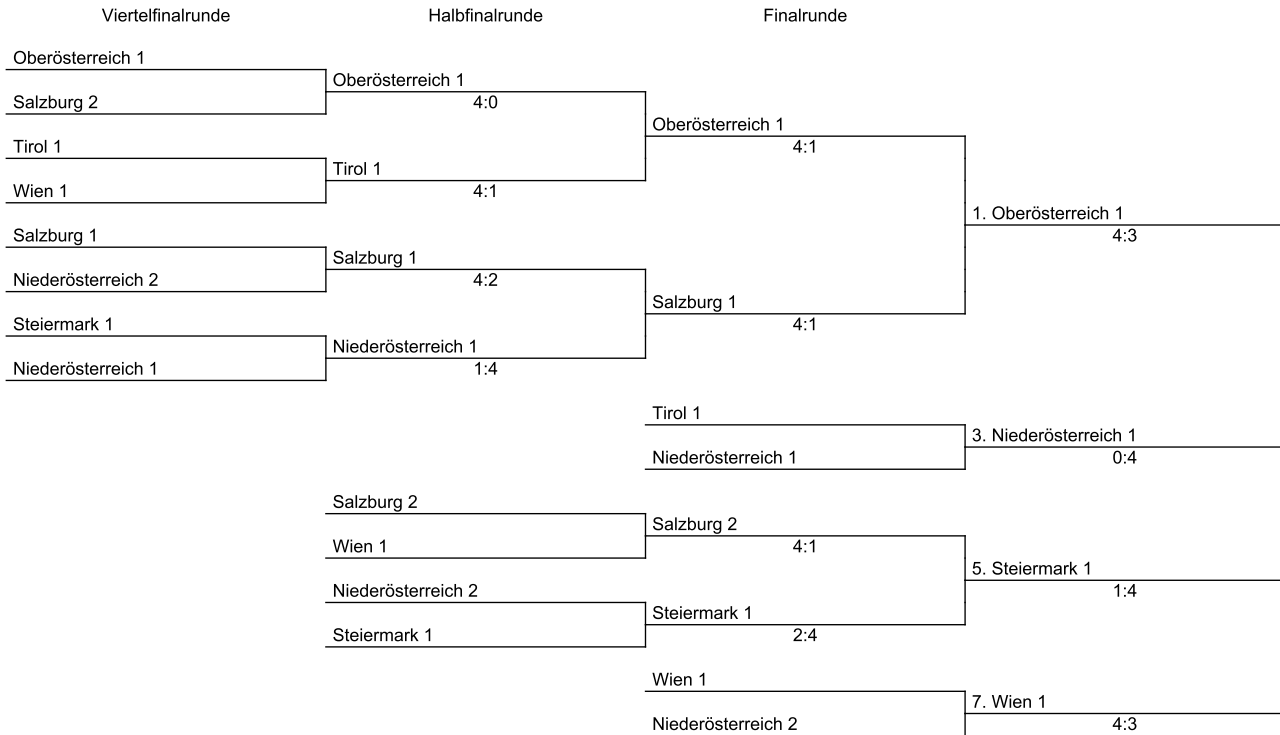 Viertelfinalrunde Halbfinalrunde Finalrunde
Oberösterreich 1
Oberösterreich 1
Salzburg 2 4:0
Oberösterreich 1
Tirol 1 4:1
Tirol 1
Wien 1 4:1
1. Oberösterreich 1
Salzburg 1 4:3
Salzburg 1
Niederösterreich 2 4:2
Salzburg 1
Steiermark 1 4:1
Niederösterreich 1
Niederösterreich 1 1:4
Tirol 1
3. Niederösterreich 1
Niederösterreich 1 0:4
Salzburg 2
Salzburg 2
Wien 1 4:1
5. Steiermark 1
Niederösterreich 2 1:4
Steiermark 1
Steiermark 1 2:4
Wien 1
7. Wien 1
Niederösterreich 2 4:3